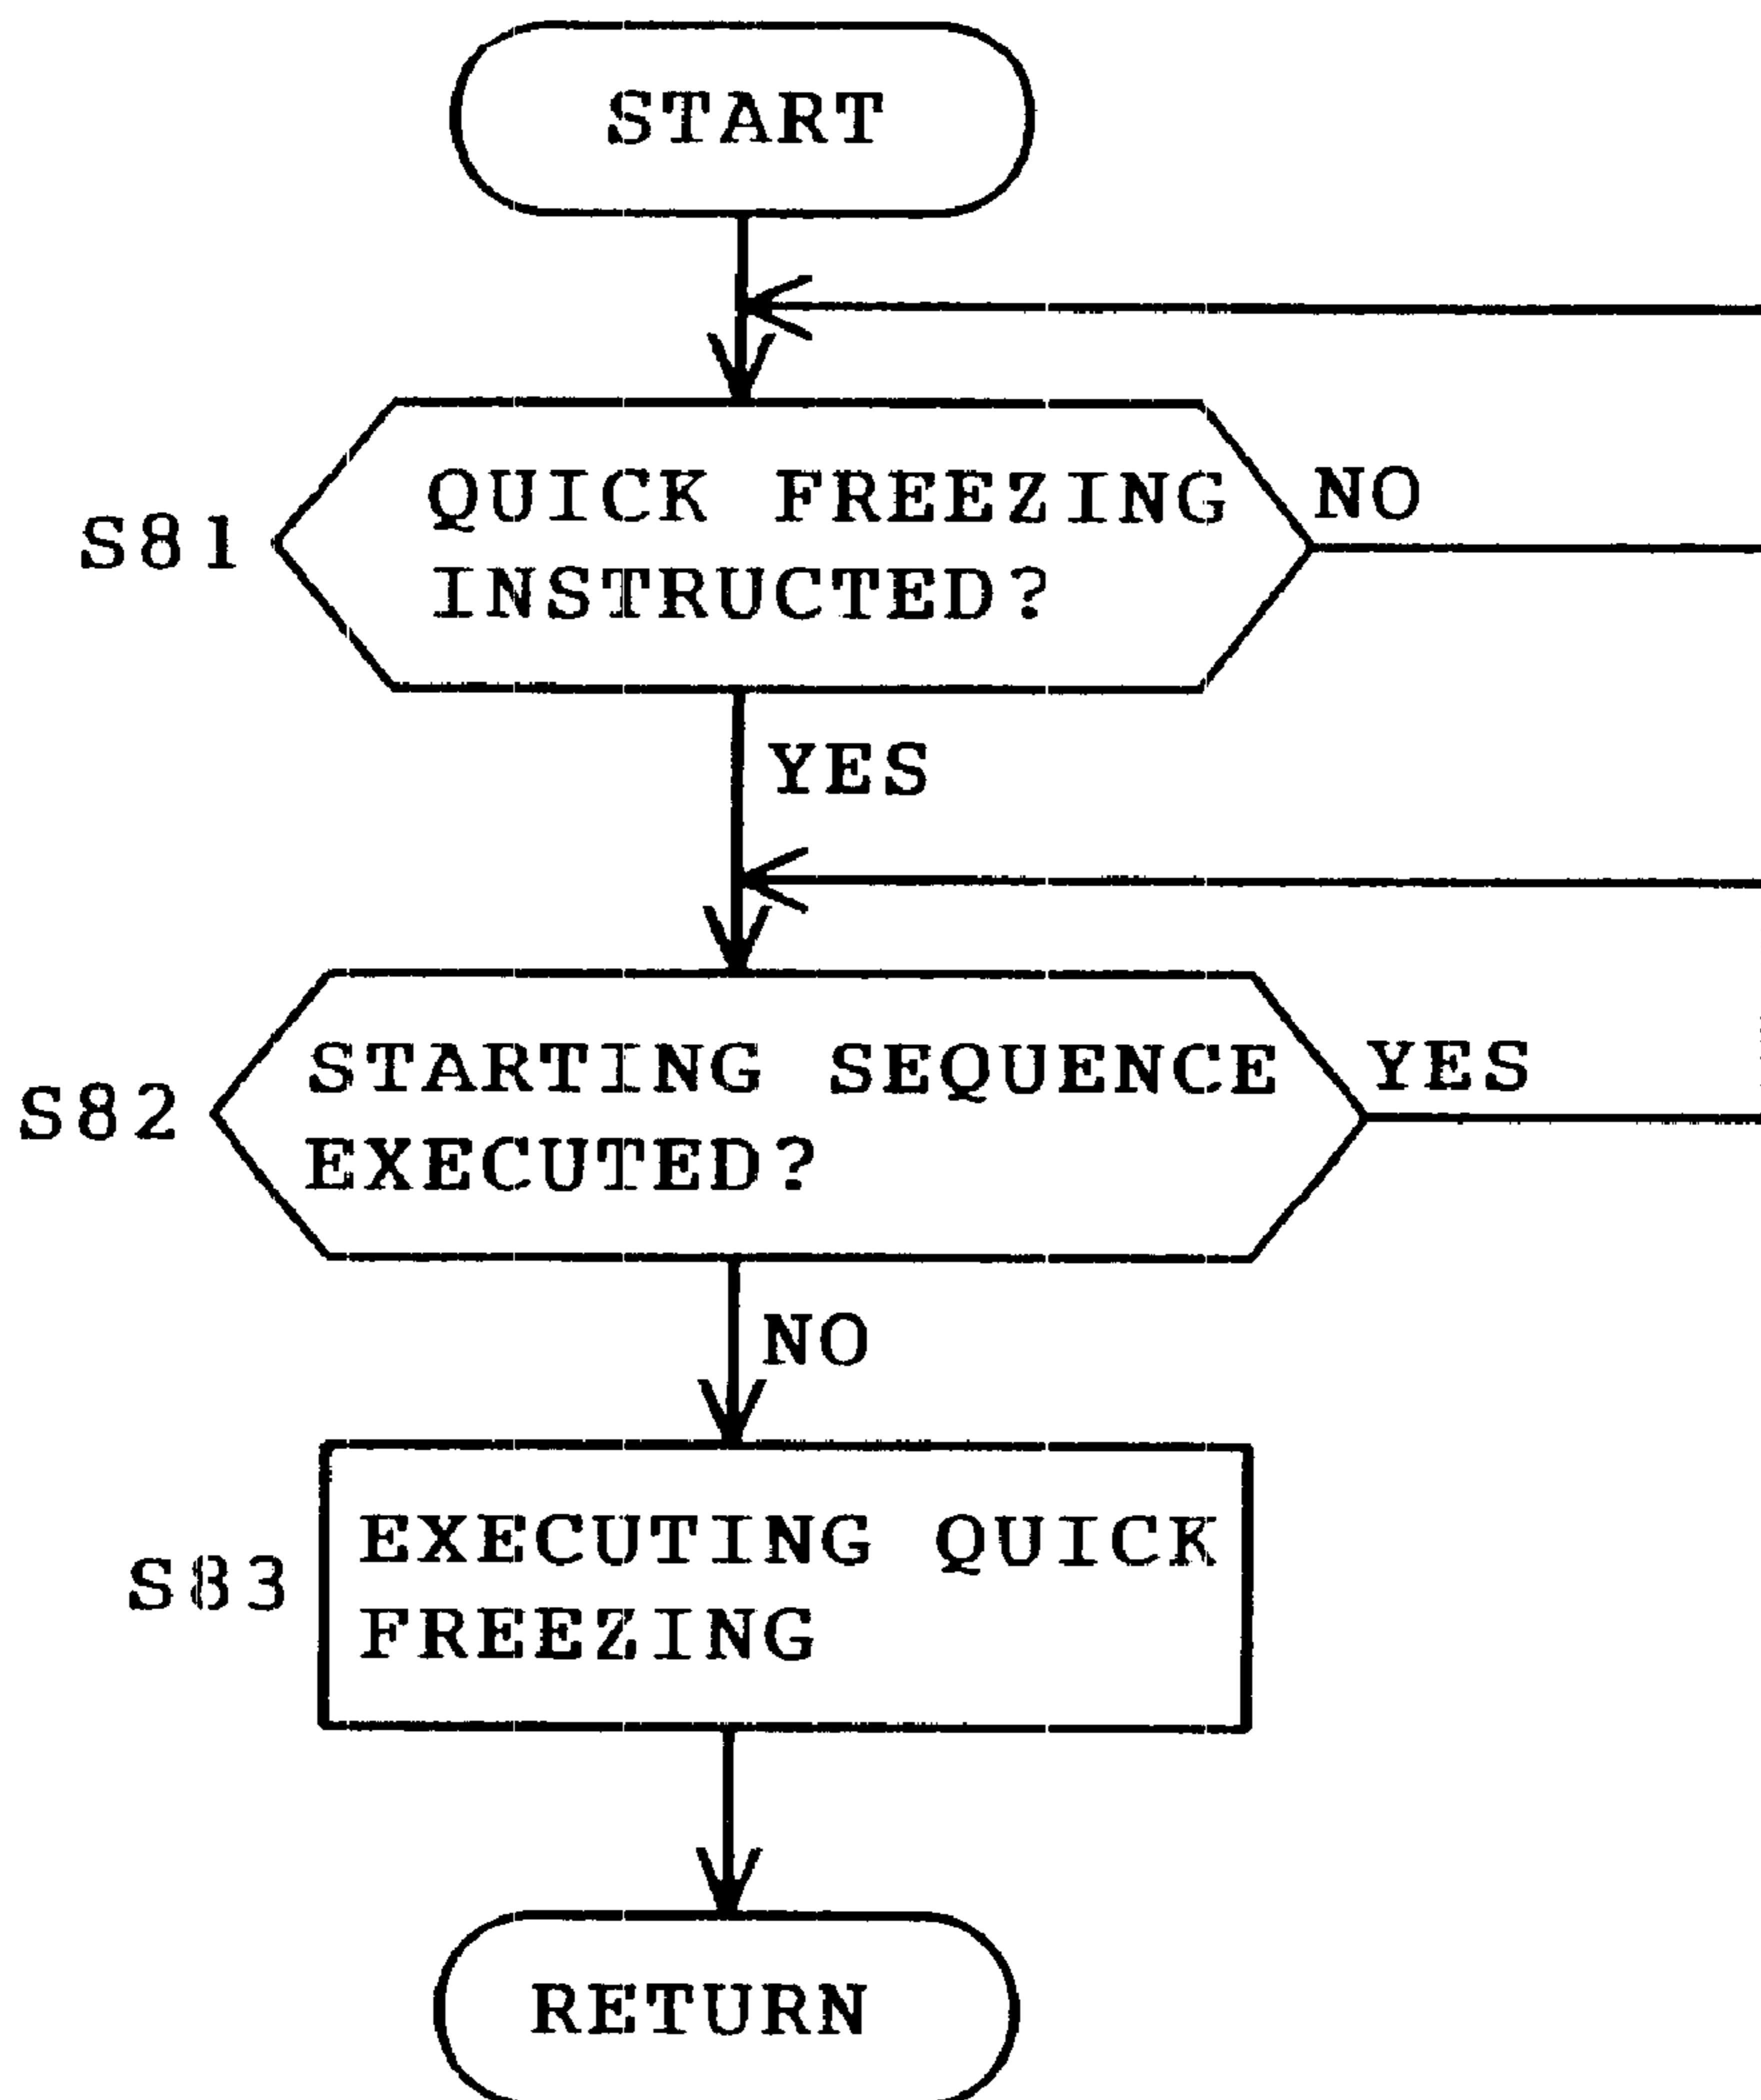 START
QUICK FREEZING
INSTRUCTED?
NO
S81
YES
STARTING SEQUENCE
EXECUTED?
YES
S82
NO
EXECUTING QUICK
FREEZING
S83
RETURN